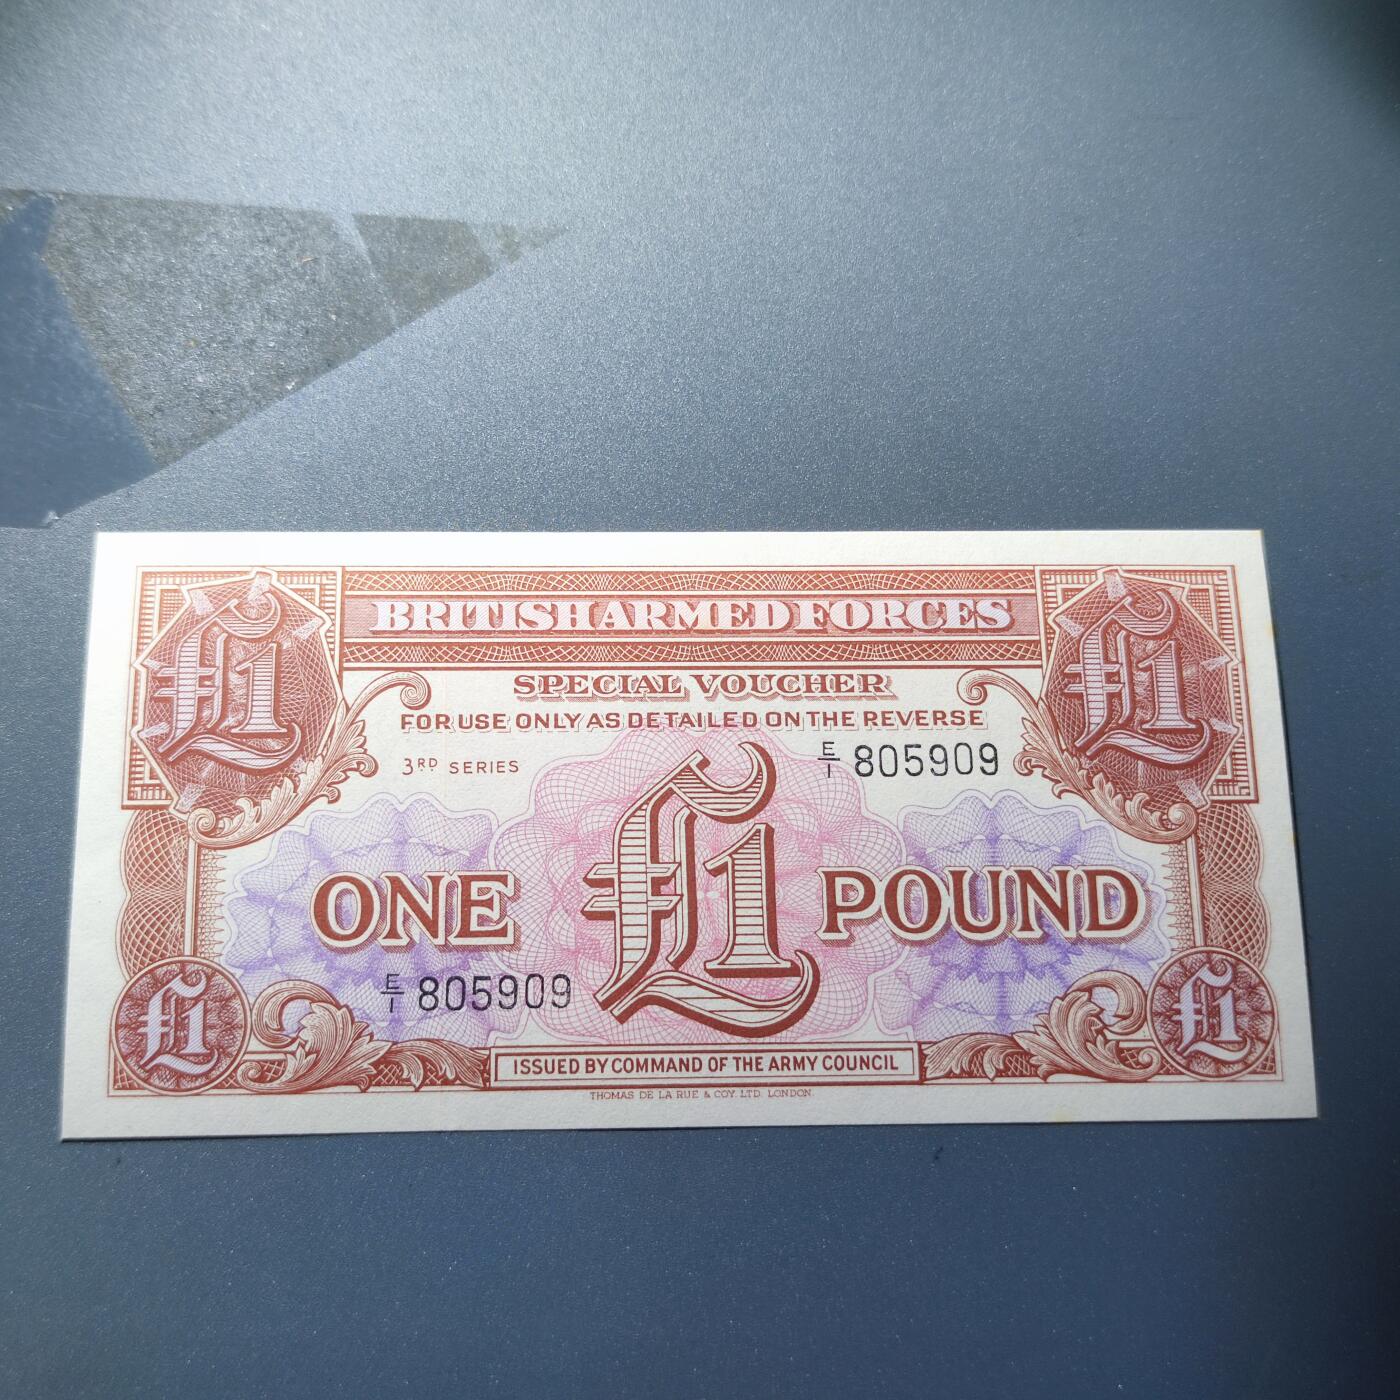 £1
£1
BRITISH ARMED FORCES
SPECIAL VOUCHER
FOR USE ONLY AS DETAILED ON THE REVERSE
3RD SERIES
E/1 805909
ONE £1 POUND
E/1 805909
£1
£1
ISSUED BY COMMAND OF THE ARMY COUNCIL
THOMAS DE LA RUE & COY. LTD. LONDON.